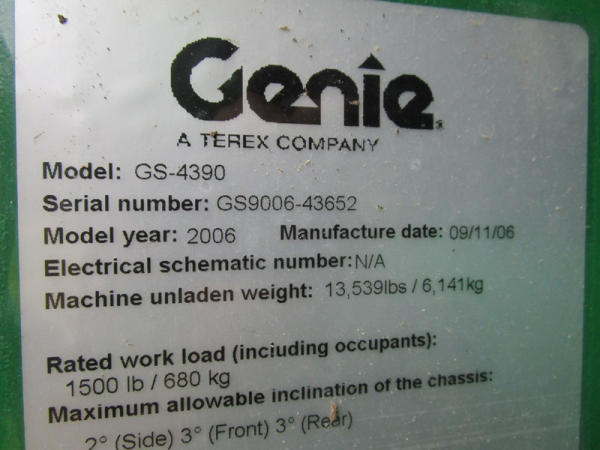 Genie
A TEREX COMPANY
Model: GS-4390
Serial number: GS9006-43652
Model year: 2006 Manufacture date: 09/11/06
Electrical schematic number:N/A
Machine unladen weight: 13,539lbs / 6,141kg
Rated work load (including occupants):
1500 lb / 680 kg
Maximum allowable inclination of the chassis:
2° (Side) 3° (Front) 3° (Rear)